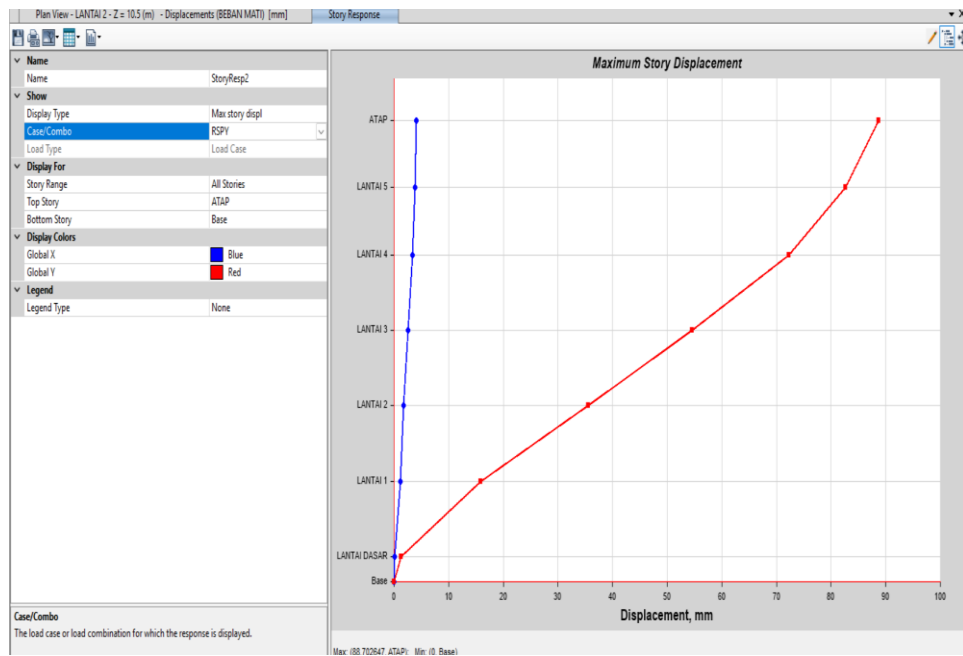 Plan View - LANTAI 2 - Z = 10.5 (m) - Displacements (BEBAN MATI) [mm]
Story Response
Name
Name StoryResp2
Show
Display Type Max story displ
Case/Combo RSPY
Load Type Load Case
Display For
Story Range All Stories
Top Story ATAP
Bottom Story Base
Display Colors
Global X Blue
Global Y Red
Legend
Legend Type None
Case/Combo
The load case or load combination for which the response is displayed.
Maximum Story Displacement
ATAP
LANTAI 5
LANTAI 4
LANTAI 3
LANTAI 2
LANTAI 1
LANTAI DASAR
Base
0 10 20 30 40 50 60 70 80 90 100
Displacement, mm
Max: (88.702647, ATAP); Min: (0, Base)